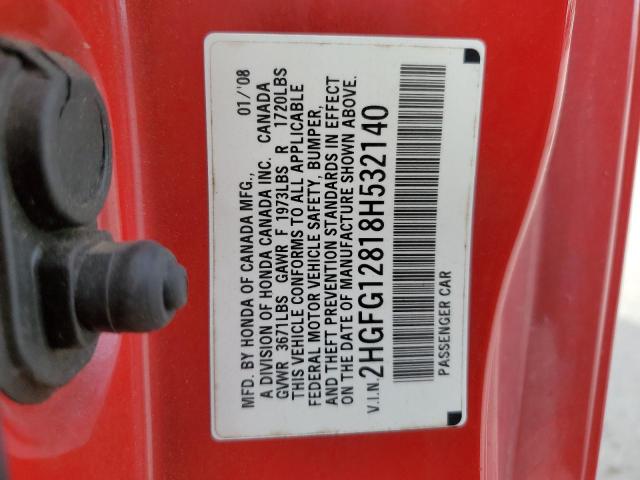 MFD. BY HONDA OF CANADA MFG., 01/'08
A DIVISION OF HONDA CANADA INC. CANADA
GVWR 3671LBS GAWR F 1973LBS R 1720LBS
THIS VEHICLE CONFORMS TO ALL APPLICABLE
FEDERAL MOTOR VEHICLE SAFETY, BUMPER,
AND THEFT PREVENTION STANDARDS IN EFFECT
ON THE DATE OF MANUFACTURE SHOWN ABOVE.
V.I.N. 2HGFG12818H532140
PASSENGER CAR